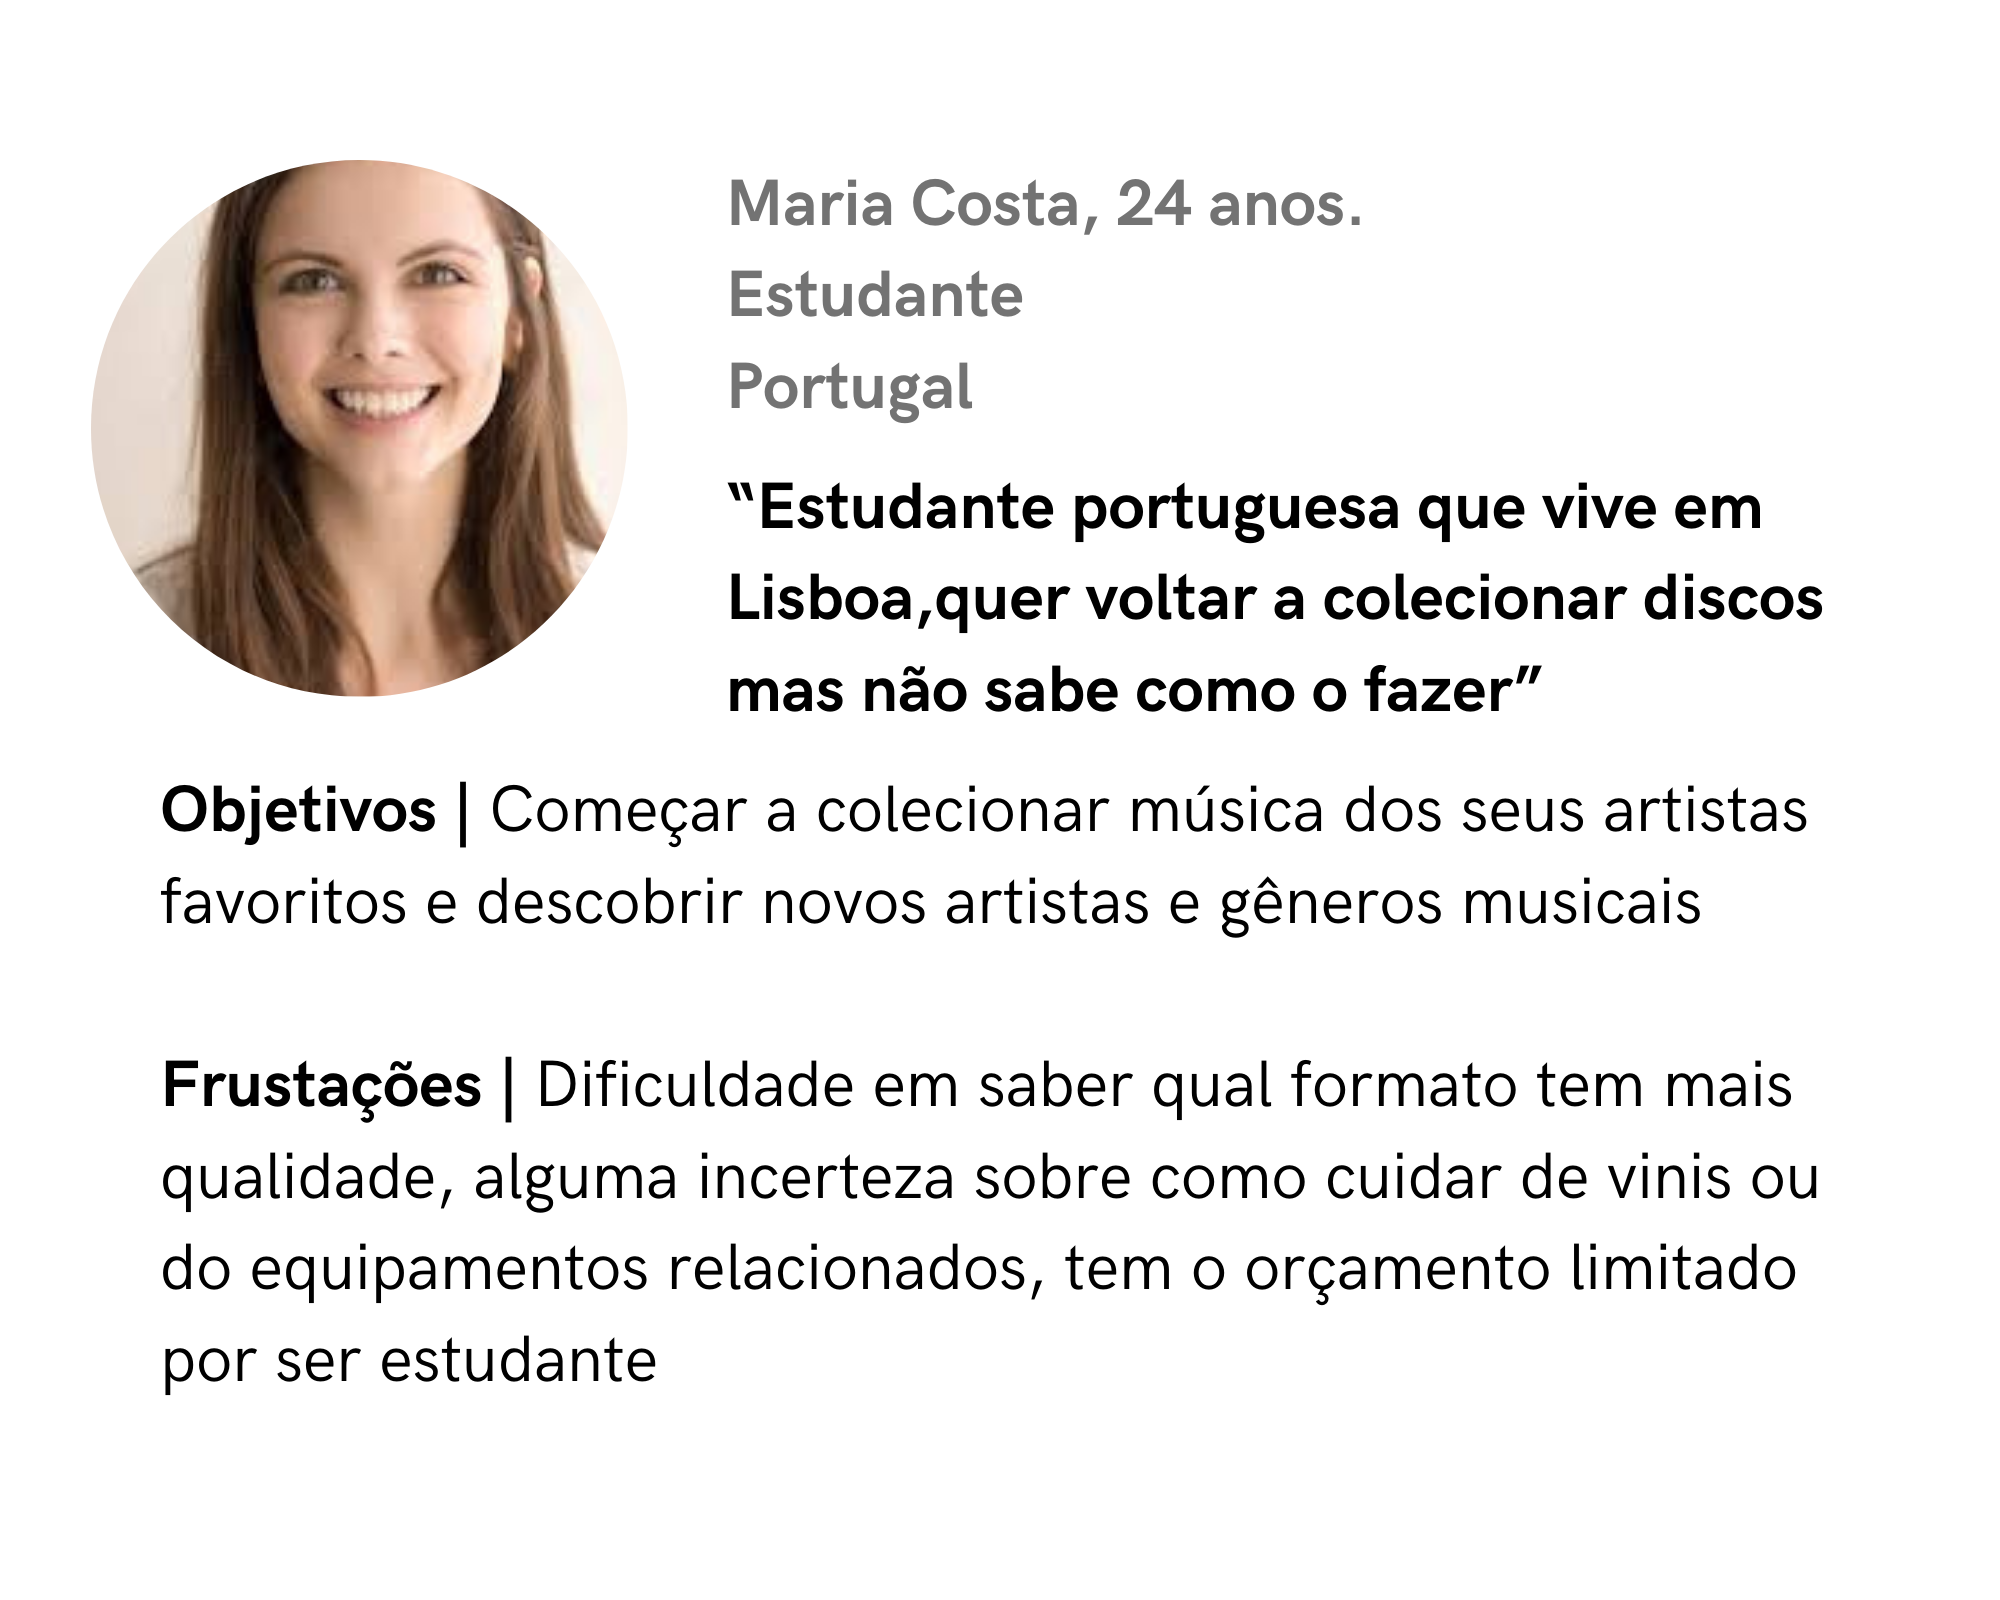 Maria Costa, 24 anos.
Estudante
Portugal
“Estudante portuguesa que vive em
Lisboa,quer voltar a colecionar discos
mas não sabe como o fazer”
Objetivos | Começar a colecionar música dos seus artistas
favoritos e descobrir novos artistas e gêneros musicais
Frustações | Dificuldade em saber qual formato tem mais
qualidade, alguma incerteza sobre como cuidar de vinis ou
do equipamentos relacionados, tem o orçamento limitado
por ser estudante